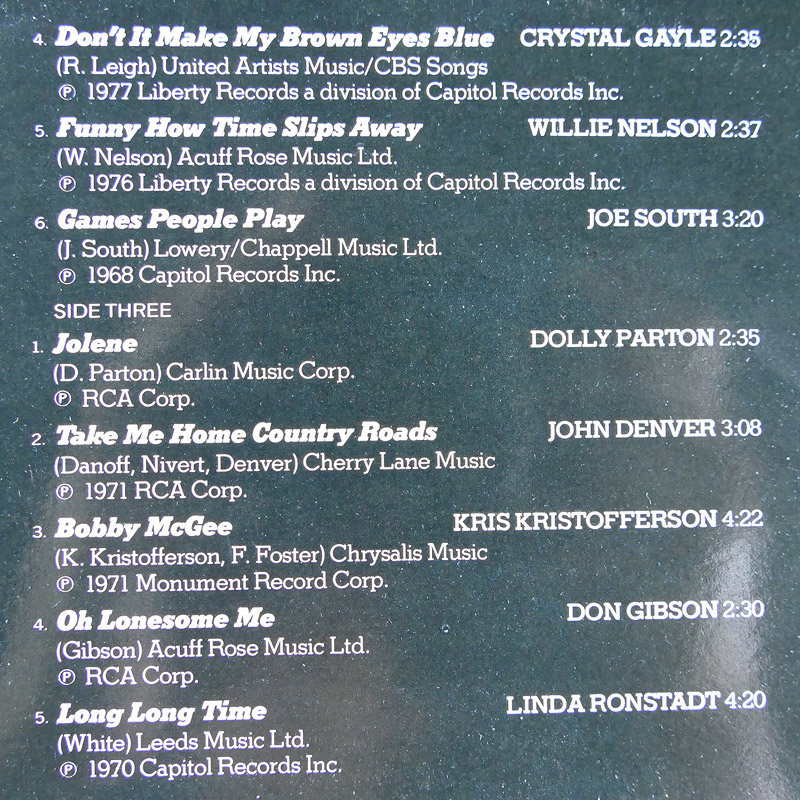 4. Don't It Make My Brown Eyes Blue CRYSTAL GAYLE 2:35
(R. Leigh) United Artists Music/CBS Songs
℗ 1977 Liberty Records a division of Capitol Records Inc.
5. Funny How Time Slips Away WILLIE NELSON 2:37
(W. Nelson) Acuff Rose Music Ltd.
℗ 1976 Liberty Records a division of Capitol Records Inc.
6. Games People Play JOE SOUTH 3:20
(J. South) Lowery/Chappell Music Ltd.
℗ 1968 Capitol Records Inc.
SIDE THREE
1. Jolene DOLLY PARTON 2:35
(D. Parton) Carlin Music Corp.
℗ RCA Corp.
2. Take Me Home Country Roads JOHN DENVER 3:08
(Danoff, Nivert, Denver) Cherry Lane Music
℗ 1971 RCA Corp.
3. Bobby McGee KRIS KRISTOFFERSON 4:22
(K. Kristofferson, F. Foster) Chrysalis Music
℗ 1971 Monument Record Corp.
4. Oh Lonesome Me DON GIBSON 2:30
(Gibson) Acuff Rose Music Ltd.
℗ RCA Corp.
5. Long Long Time LINDA RONSTADT 4:20
(White) Leeds Music Ltd.
℗ 1970 Capitol Records Inc.